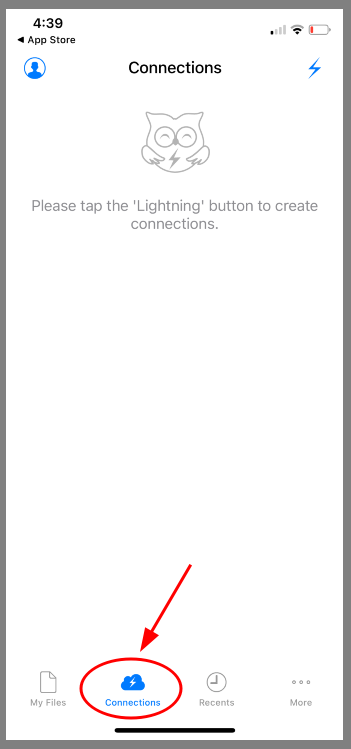 4:39
◀ App Store
Connections
Please tap the 'Lightning' button to create
connections.
My Files
Connections
Recents
More